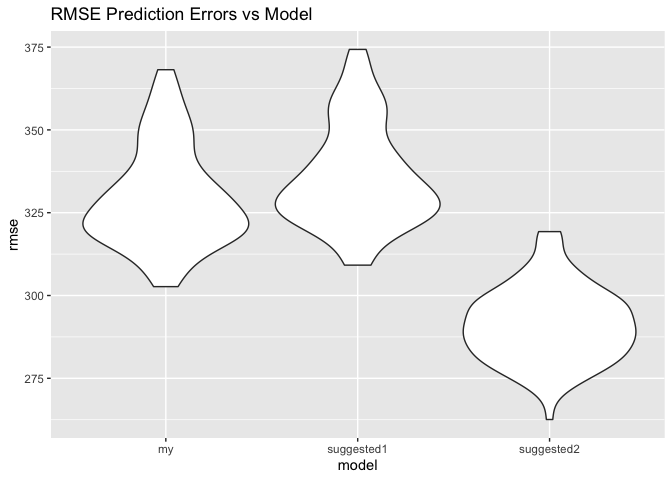 RMSE Prediction Errors vs Model
375
350
325
300
275
rmse
my suggested1 suggested2
model